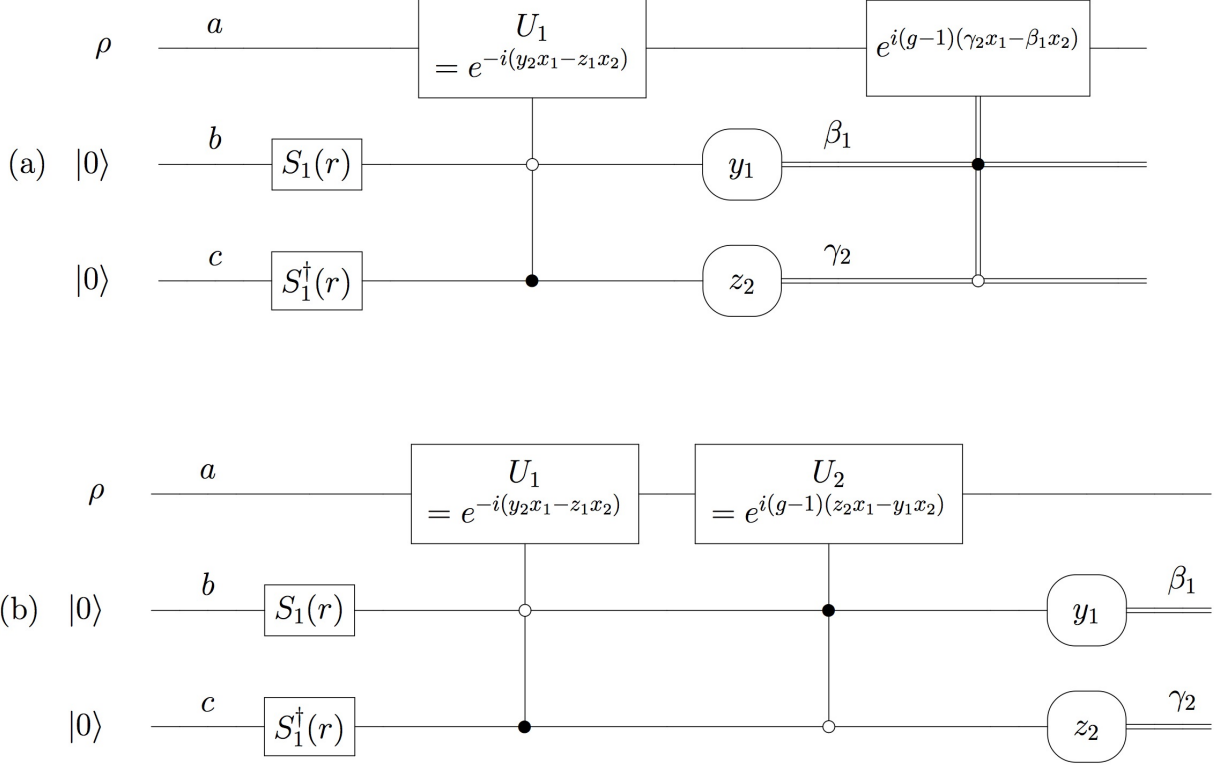 a U₁ e^{i(g−1)(γ₂x₁−β₁x₂)}
ρ = e^{−i(y₂x₁−z₁x₂)}
b β₁
(a) |0⟩ S₁(r) y₁
c γ₂
|0⟩ S₁†(r) z₂
a U₁ U₂
ρ = e^{−i(y₂x₁−z₁x₂)} = e^{i(g−1)(z₂x₁−y₁x₂)}
b β₁
(b) |0⟩ S₁(r) y₁
c γ₂
|0⟩ S₁†(r) z₂